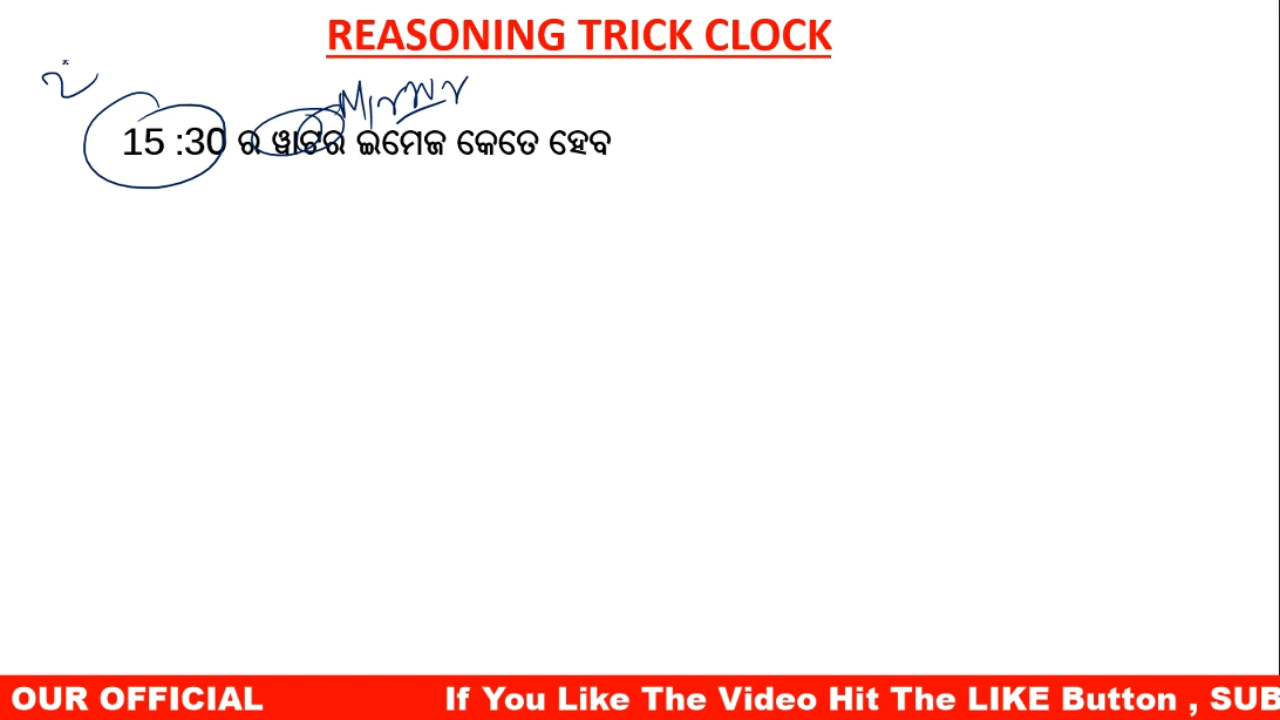 REASONING TRICK CLOCK
Mirror
15 :30 ର ୱାଟର ଇମେଜ କେତେ ହେବ
OUR OFFICIAL If You Like The Video Hit The LIKE Button , SUB